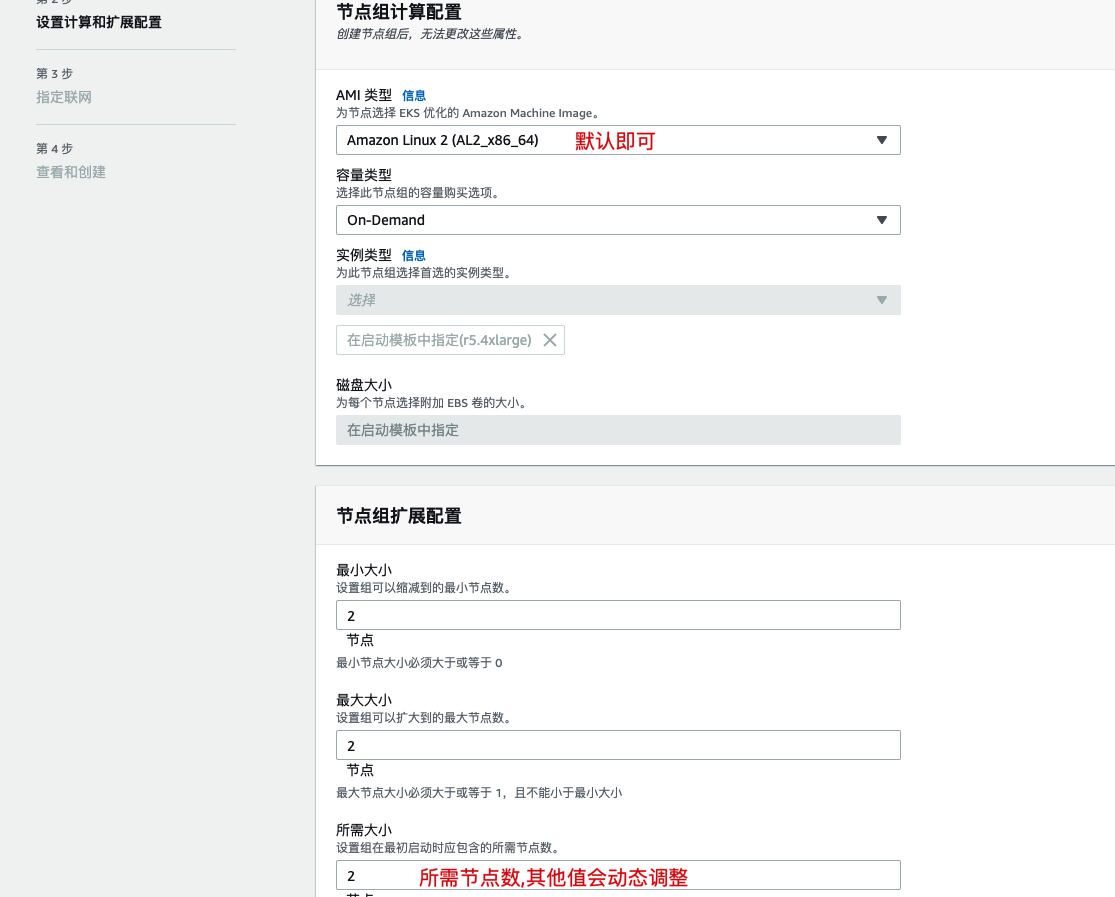 第 2 步
设置计算和扩展配置
第 3 步
指定联网
第 4 步
查看和创建
节点组计算配置
创建节点组后，无法更改这些属性。
AMI 类型 信息
为节点选择 EKS 优化的 Amazon Machine Image。
Amazon Linux 2 (AL2_x86_64) 默认即可
容量类型
选择此节点组的容量购买选项。
On-Demand
实例类型 信息
为此节点组选择首选的实例类型。
选择
在启动模板中指定(r5.4xlarge)
磁盘大小
为每个节点选择附加 EBS 卷的大小。
在启动模板中指定
节点组扩展配置
最小大小
设置组可以缩减到的最小节点数。
2
节点
最小节点大小必须大于或等于 0
最大大小
设置组可以扩大到的最大节点数。
2
节点
最大节点大小必须大于或等于 1，且不能小于最小大小
所需大小
设置组在最初启动时应包含的所需节点数。
2 所需节点数,其他值会动态调整